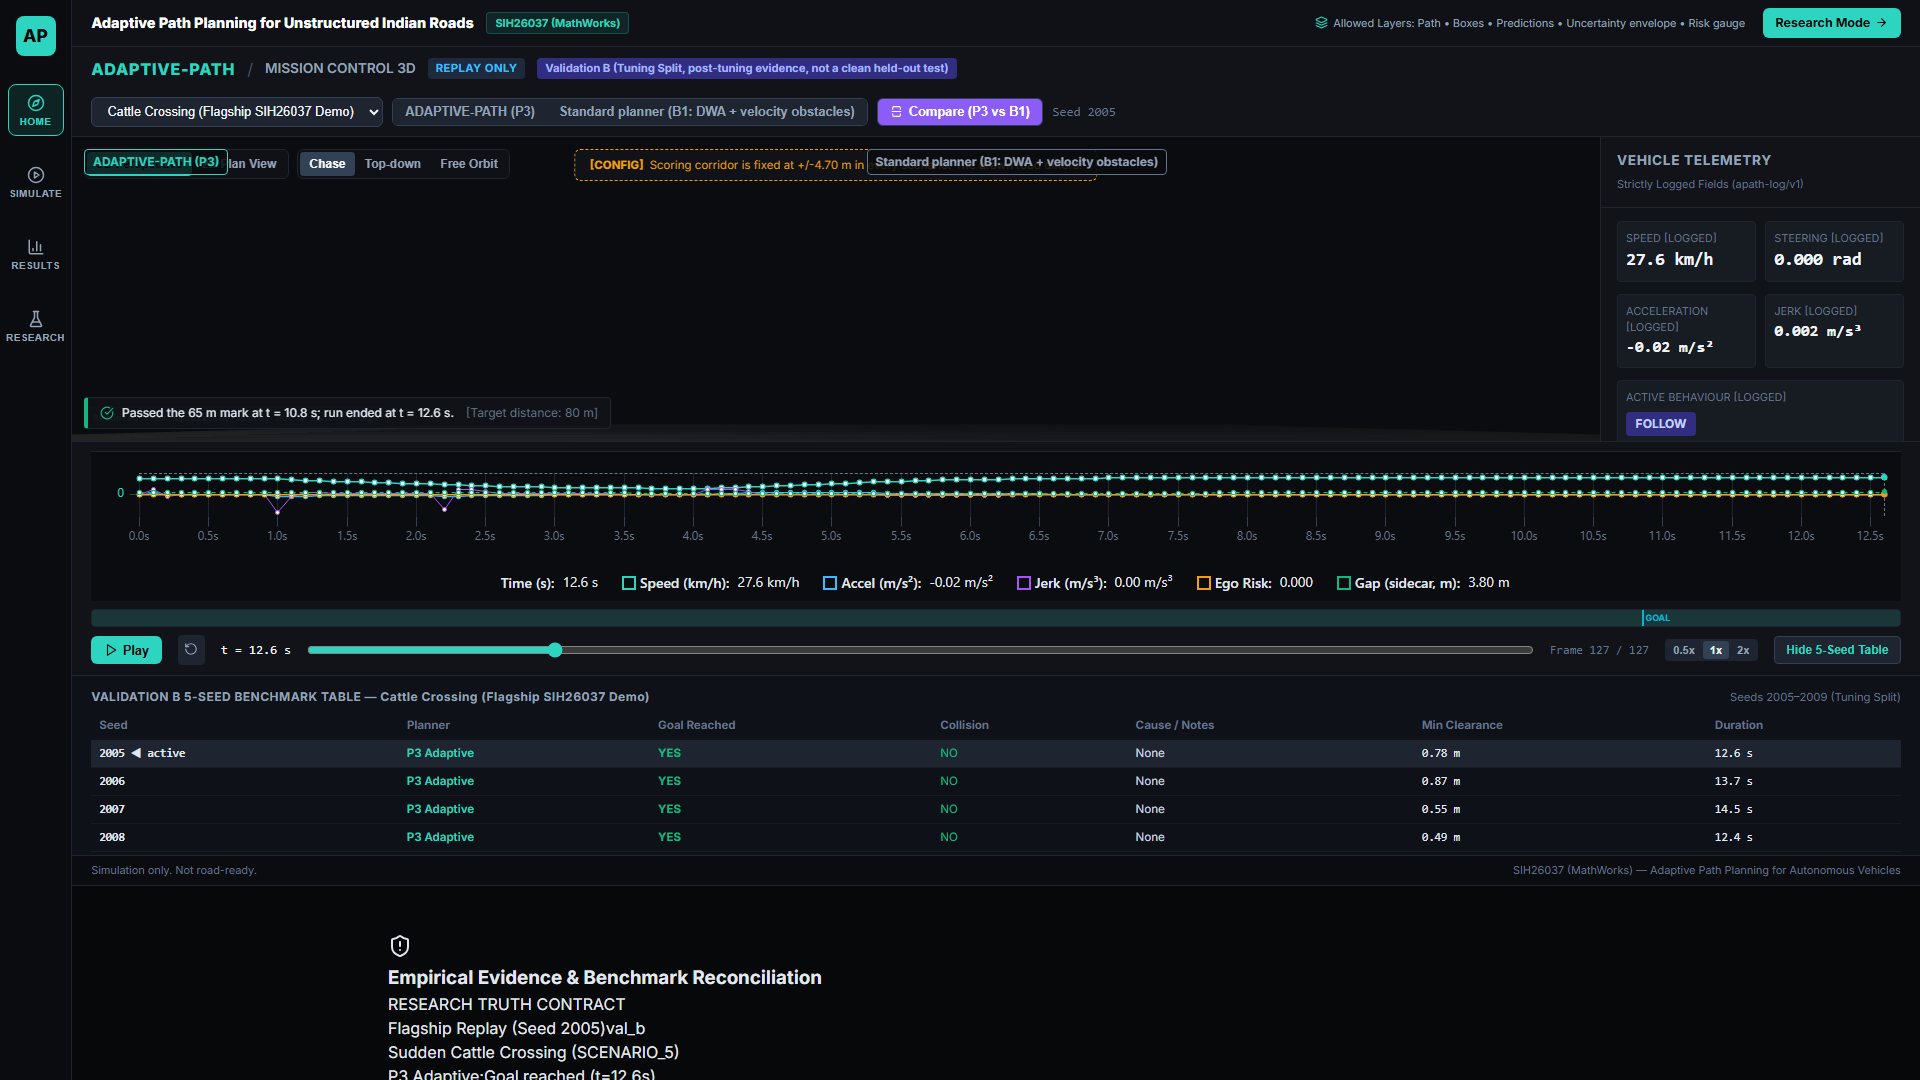 AP
Adaptive Path Planning for Unstructured Indian Roads
SIH26037 (MathWorks)
Allowed Layers: Path • Boxes • Predictions • Uncertainty envelope • Risk gauge
Research Mode →
HOME
SIMULATE
RESULTS
RESEARCH
ADAPTIVE-PATH / MISSION CONTROL 3D
REPLAY ONLY
Validation B (Tuning Split, post-tuning evidence, not a clean held-out test)
Cattle Crossing (Flagship SIH26037 Demo)
ADAPTIVE-PATH (P3)
Standard planner (B1: DWA + velocity obstacles)
Compare (P3 vs B1)
Seed 2005
ADAPTIVE-PATH (P3)
lan View
Chase
Top-down
Free Orbit
[CONFIG] Scoring corridor is fixed at +/-4.70 m in
Standard planner (B1: DWA + velocity obstacles)
Passed the 65 m mark at t = 10.8 s; run ended at t = 12.6 s. [Target distance: 80 m]
VEHICLE TELEMETRY
Strictly Logged Fields (apath-log/v1)
SPEED [LOGGED]
27.6 km/h
STEERING [LOGGED]
0.000 rad
ACCELERATION [LOGGED]
-0.02 m/s²
JERK [LOGGED]
0.002 m/s³
ACTIVE BEHAVIOUR [LOGGED]
FOLLOW
0
0.0s 0.5s 1.0s 1.5s 2.0s 2.5s 3.0s 3.5s 4.0s 4.5s 5.0s 5.5s 6.0s 6.5s 7.0s 7.5s 8.0s 8.5s 9.0s 9.5s 10.0s 10.5s 11.0s 11.5s 12.0s 12.5s
Time (s): 12.6 s Speed (km/h): 27.6 km/h Accel (m/s²): -0.02 m/s² Jerk (m/s³): 0.00 m/s³ Ego Risk: 0.000 Gap (sidecar, m): 3.80 m
GOAL
Play
t = 12.6 s
Frame 127 / 127
0.5x 1x 2x
Hide 5-Seed Table
VALIDATION B 5-SEED BENCHMARK TABLE — Cattle Crossing (Flagship SIH26037 Demo)
Seeds 2005–2009 (Tuning Split)
Seed Planner Goal Reached Collision Cause / Notes Min Clearance Duration
2005 ◀ active P3 Adaptive YES NO None 0.78 m 12.6 s
2006 P3 Adaptive YES NO None 0.87 m 13.7 s
2007 P3 Adaptive YES NO None 0.55 m 14.5 s
2008 P3 Adaptive YES NO None 0.49 m 12.4 s
Simulation only. Not road-ready.
SIH26037 (MathWorks) — Adaptive Path Planning for Autonomous Vehicles
Empirical Evidence & Benchmark Reconciliation
RESEARCH TRUTH CONTRACT
Flagship Replay (Seed 2005)val_b
Sudden Cattle Crossing (SCENARIO_5)
P3 Adaptive:Goal reached (t=12.6s)